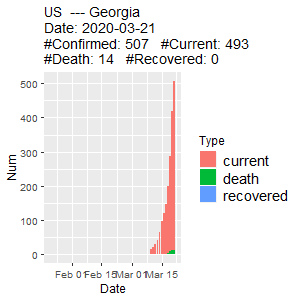 US --- Georgia
Date: 2020-03-21
#Confirmed: 507 #Current: 493
#Death: 14 #Recovered: 0
500
400
300
200
100
0
Num
Feb 01 Feb 15 Mar 01 Mar 15
Date
Type
current
death
recovered